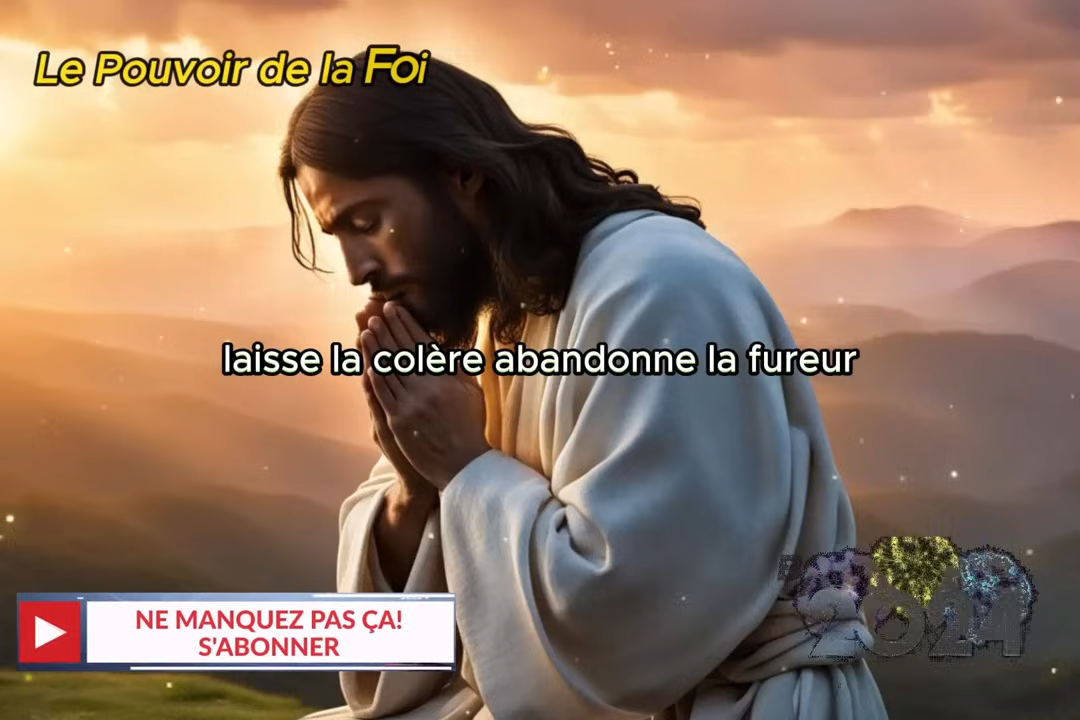 Le Pouvoir de la Foi
laisse la colère abandonne la fureur
NE MANQUEZ PAS ÇA!
S'ABONNER
2024